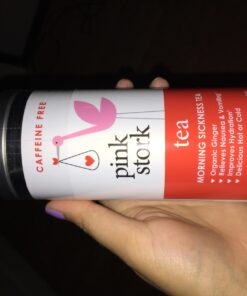 CAFFEINE FREE
pink
stork
tea
MORNING SICKNESS TEA
Organic Ginger
Relieves Nausea & Vomiting
Improves Hydration
Delicious Hot or Cold